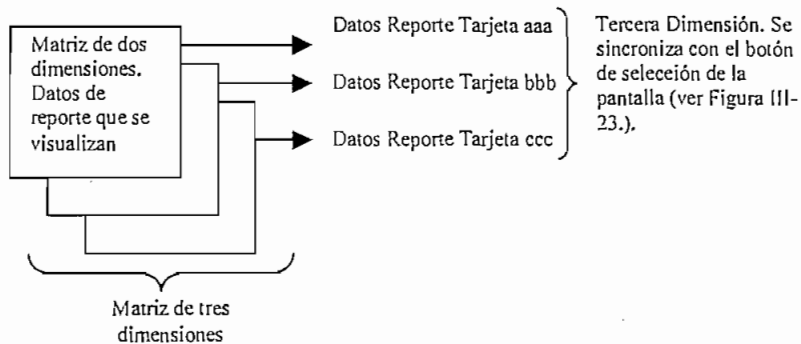 Matriz de dos
dimensiones.
Datos de
reporte que se
visualizan
Datos Reporte Tarjeta aaa
Datos Reporte Tarjeta bbb
Datos Reporte Tarjeta ccc
Tercera Dimensión. Se
sincroniza con el botón
de selección de la
pantalla (ver Figura III-
23.).
Matriz de tres
dimensiones